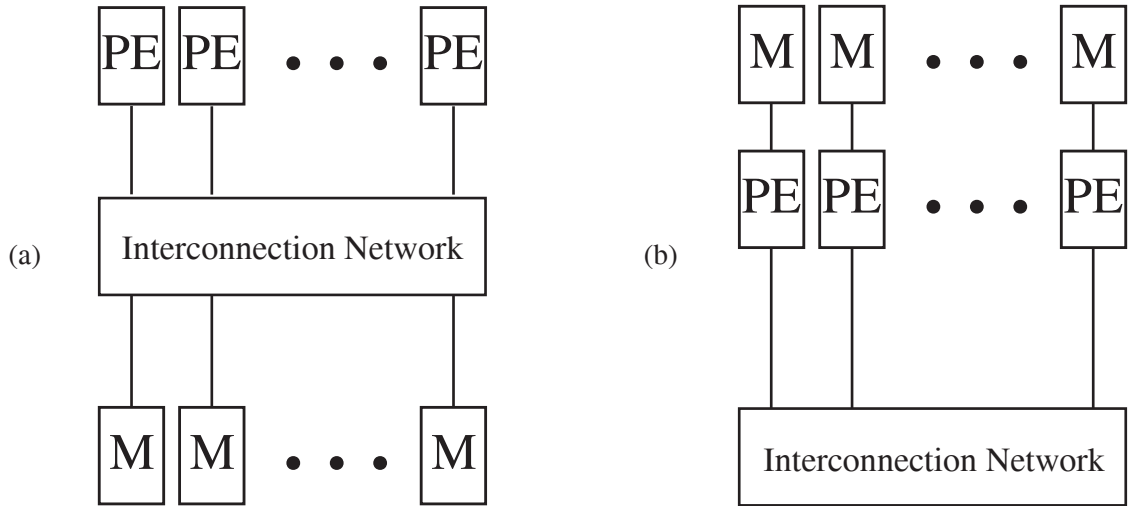 PE PE PE
(a)
Interconnection Network
M M M
M M M
PE PE PE
(b)
Interconnection Network